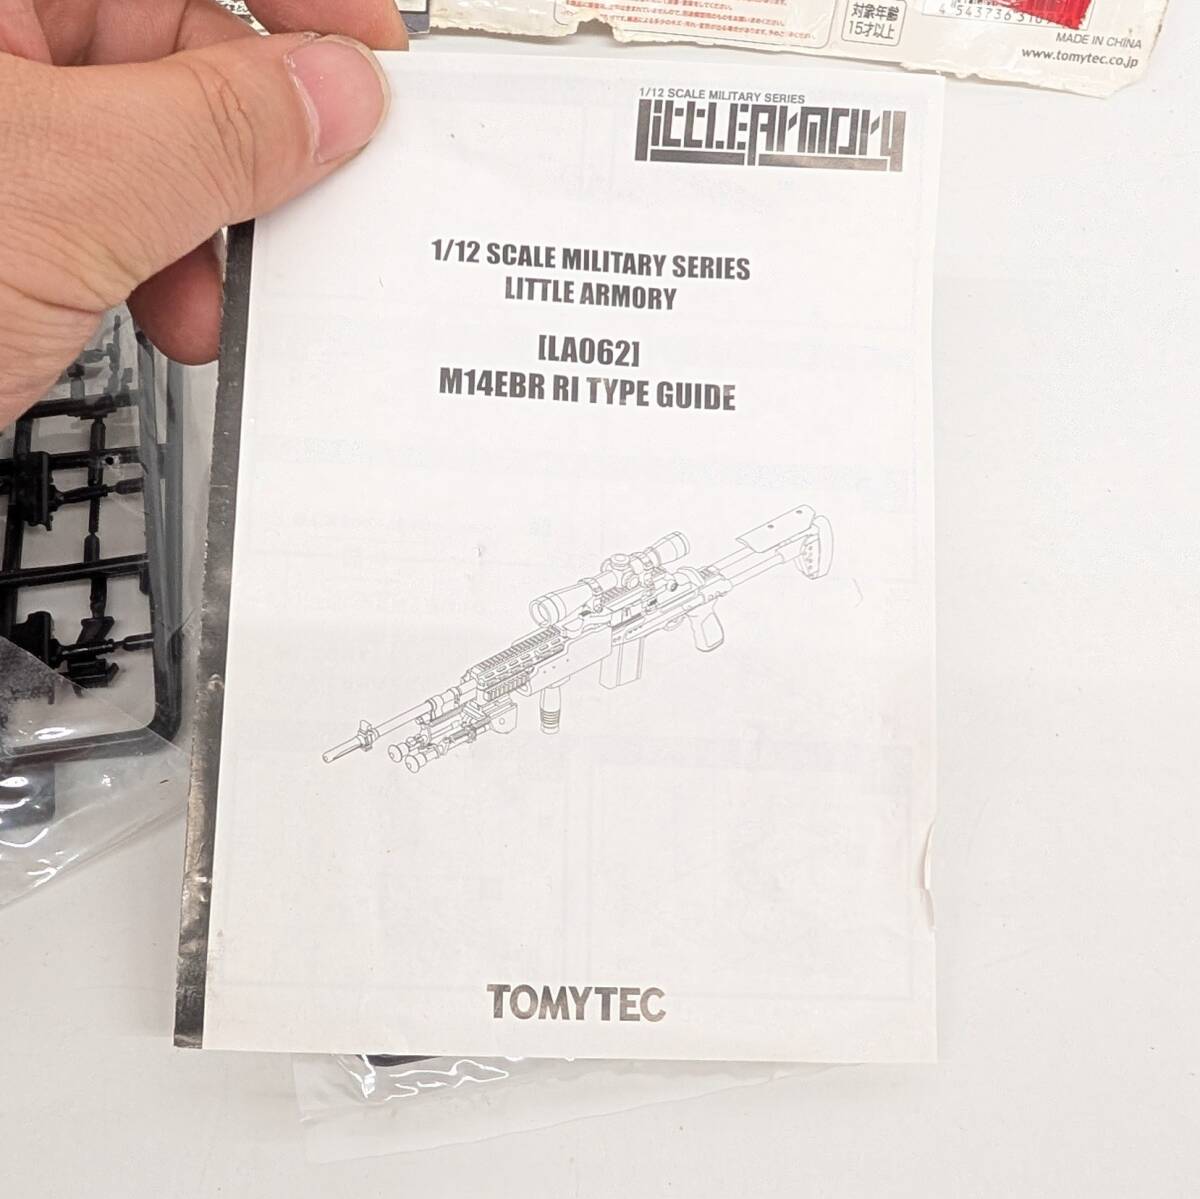 対象年齢
15才以上
MADE IN CHINA
www.tomytec.co.jp
1/12 SCALE MILITARY SERIES
LITTLE ARMORY
1/12 SCALE MILITARY SERIES
LITTLE ARMORY
[LA062]
M14EBR RI TYPE GUIDE
TOMYTEC